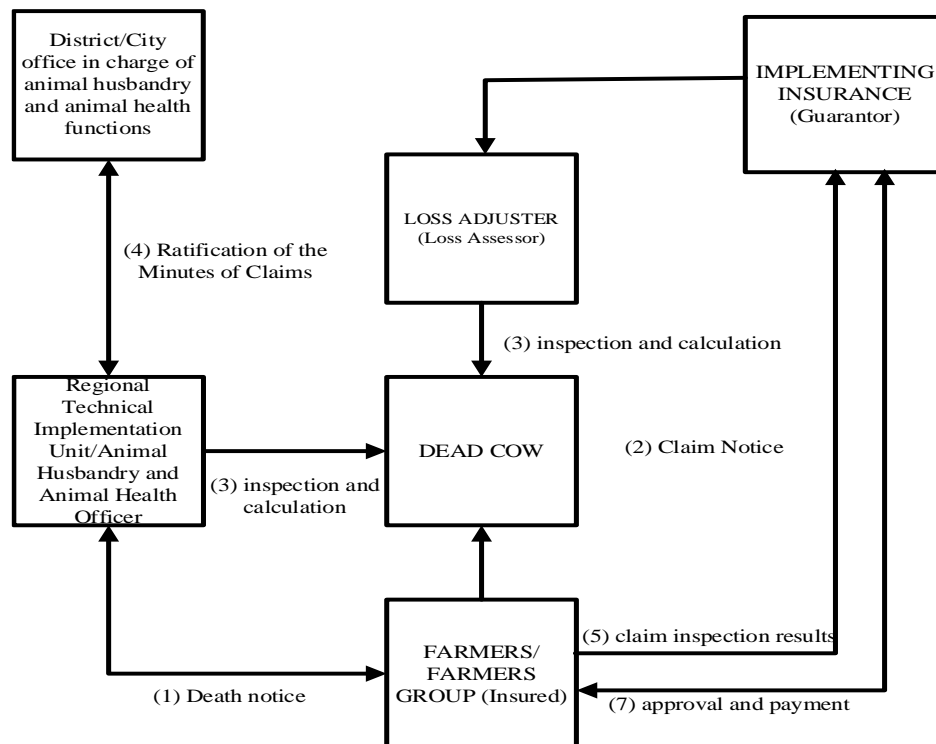 District/City
office in charge of
animal husbandry
and animal health
functions
IMPLEMENTING
INSURANCE
(Guarantor)
LOSS ADJUSTER
(Loss Assessor)
(4) Ratification of the
Minutes of Claims
(3) inspection and calculation
Regional
Technical
Implementation
Unit/Animal
Husbandry and
Animal Health
Officer
DEAD COW
(2) Claim Notice
(3) inspection and
calculation
FARMERS/
FARMERS
GROUP (Insured)
(5) claim inspection results
(1) Death notice
(7) approval and payment